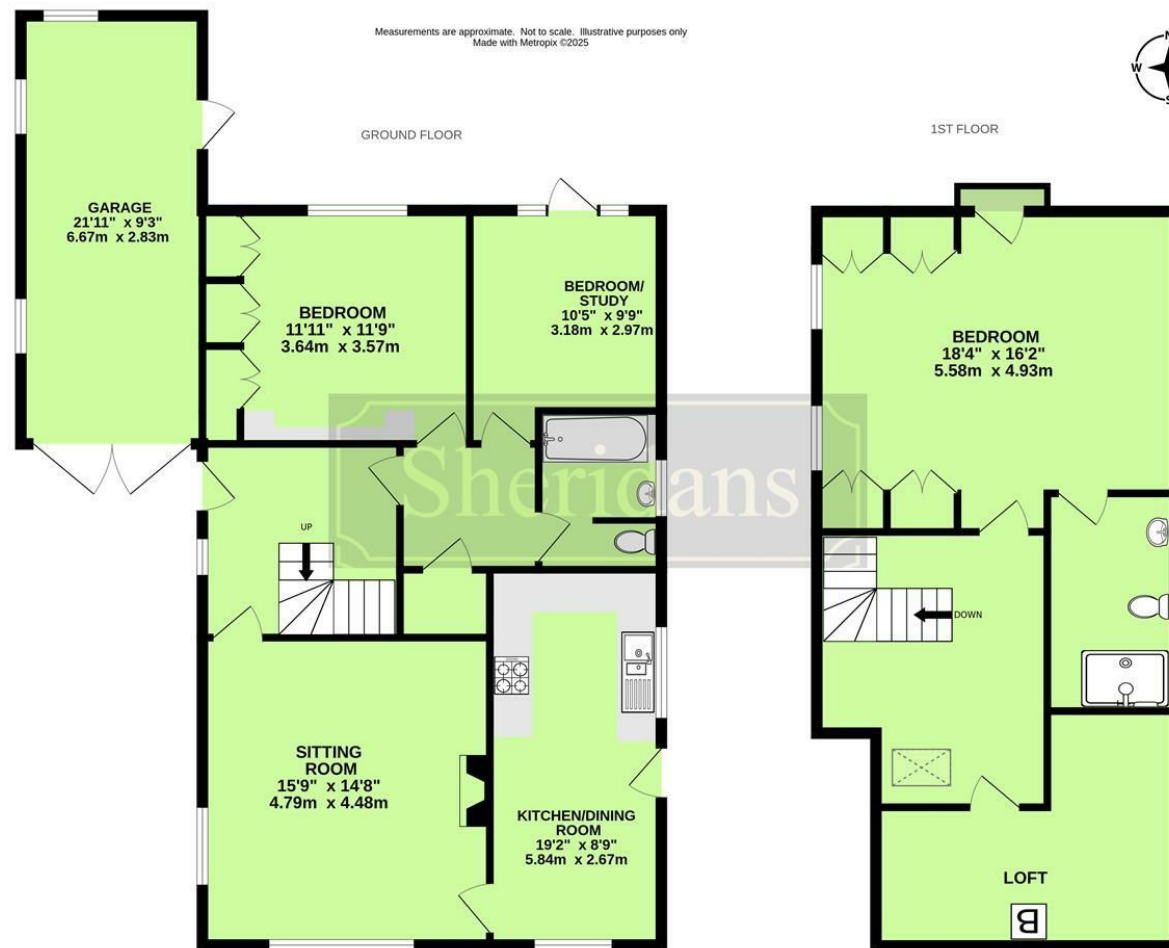 Measurements are approximate. Not to scale. Illustrative purposes only
Made with Metropix ©2025
N
W
S
GROUND FLOOR
1ST FLOOR
GARAGE
21'11" x 9'3"
6.67m x 2.83m
BEDROOM
11'11" x 11'9"
3.64m x 3.57m
BEDROOM/
STUDY
10'5" x 9'9"
3.18m x 2.97m
BEDROOM
18'4" x 16'2"
5.58m x 4.93m
Sheridans
UP
DOWN
SITTING
ROOM
15'9" x 14'8"
4.79m x 4.48m
KITCHEN/DINING
ROOM
19'2" x 8'9"
5.84m x 2.67m
LOFT
B